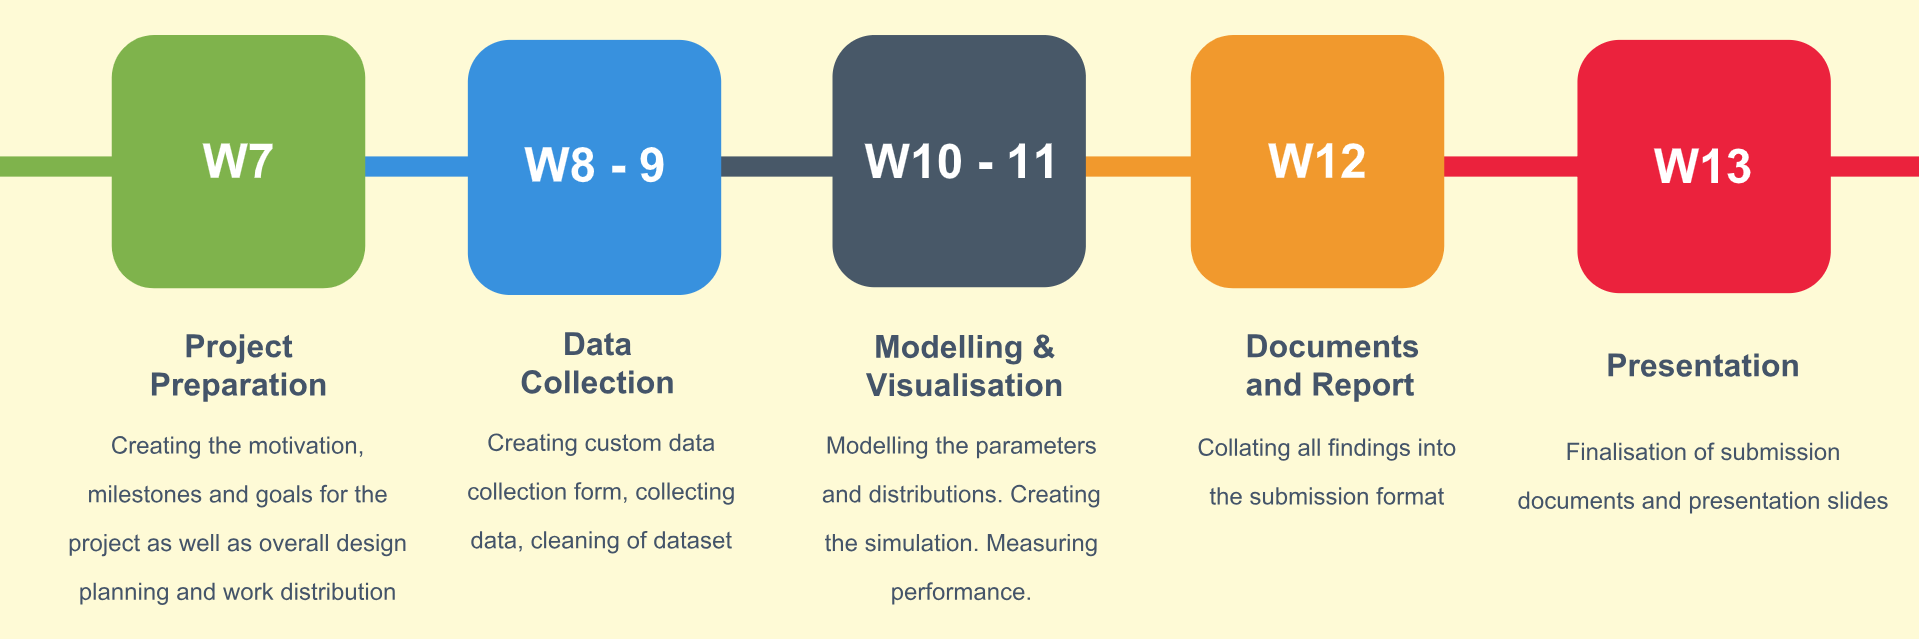 W7
Project
Preparation
Creating the motivation,
milestones and goals for the
project as well as overall design
planning and work distribution
W8 - 9
Data
Collection
Creating custom data
collection form, collecting
data, cleaning of dataset
W10 - 11
Modelling &
Visualisation
Modelling the parameters
and distributions. Creating
the simulation. Measuring
performance.
W12
Documents
and Report
Collating all findings into
the submission format
W13
Presentation
Finalisation of submission
documents and presentation slides